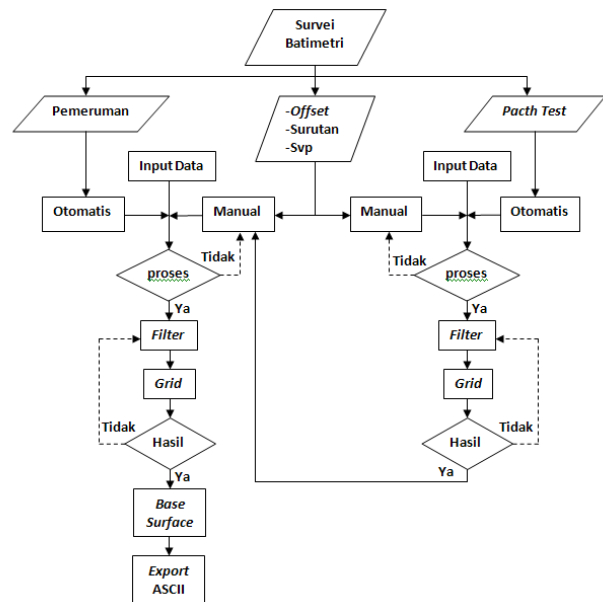 Survei
Batimetri
Pemeruman
-Offset
-Surutan
-Svp
Pacth Test
Input Data
Input Data
Otomatis
Manual
Manual
Otomatis
Tidak
Tidak
proses
proses
Ya
Ya
Filter
Filter
Grid
Grid
Tidak
Hasil
Hasil
Tidak
Ya
Ya
Base
Surface
Export
ASCII